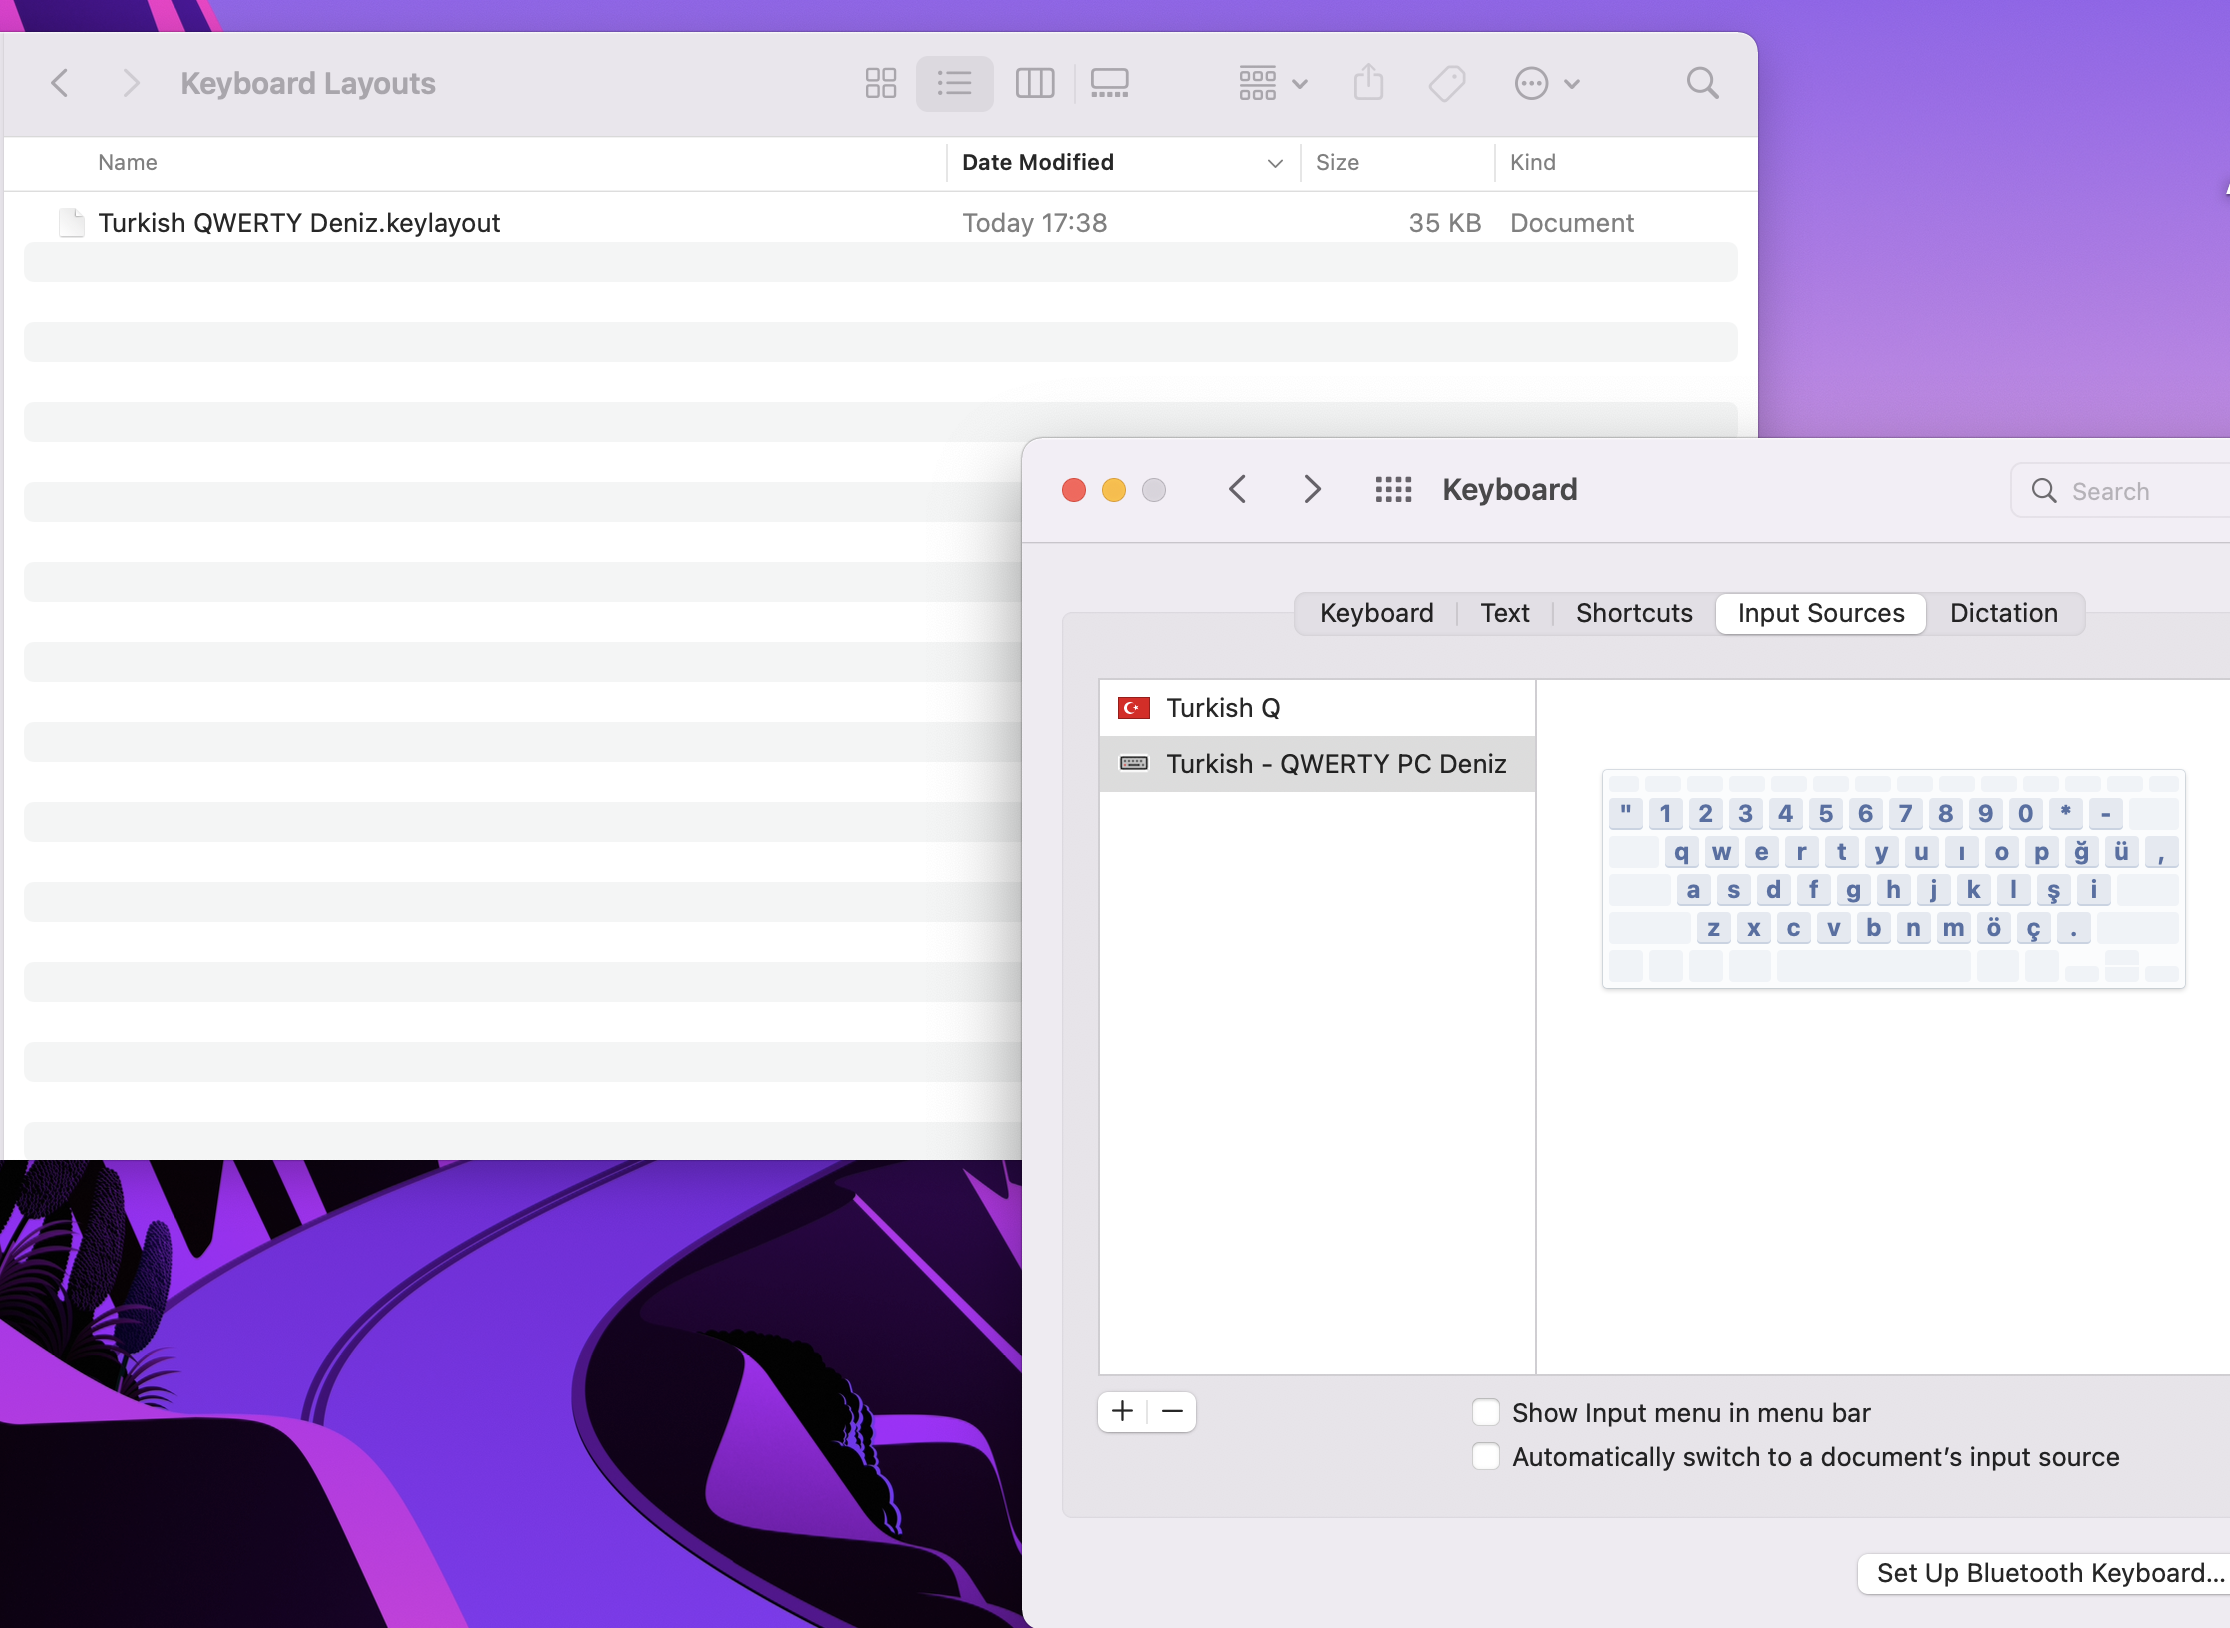 Keyboard Layouts
Name Date Modified Size Kind
Turkish QWERTY Deniz.keylayout Today 17:38 35 KB Document
Keyboard Search
Keyboard Text Shortcuts Input Sources Dictation
Turkish Q
Turkish - QWERTY PC Deniz
" 1 2 3 4 5 6 7 8 9 0 * -
q w e r t y u ı o p ğ ü ,
a s d f g h j k l ş i
z x c v b n m ö ç .
Show Input menu in menu bar
Automatically switch to a document’s input source
Set Up Bluetooth Keyboard...